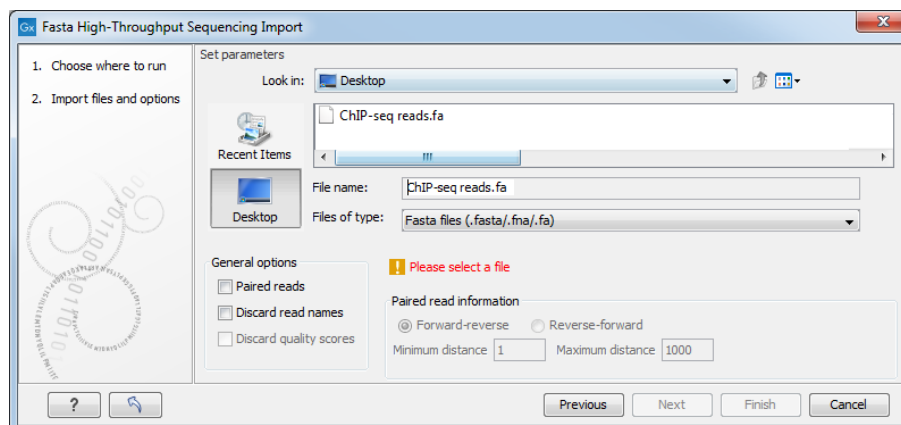 Gx Fasta High-Throughput Sequencing Import
X
1. Choose where to run
2. Import files and options
Set parameters
Look in: Desktop
ChIP-seq reads.fa
Recent Items
Desktop
File name: ChIP-seq reads.fa
Files of type: Fasta files (.fasta/.fna/.fa)
General options
Paired reads
Discard read names
Discard quality scores
! Please select a file
Paired read information
Forward-reverse Reverse-forward
Minimum distance 1 Maximum distance 1000
? Previous Next Finish Cancel